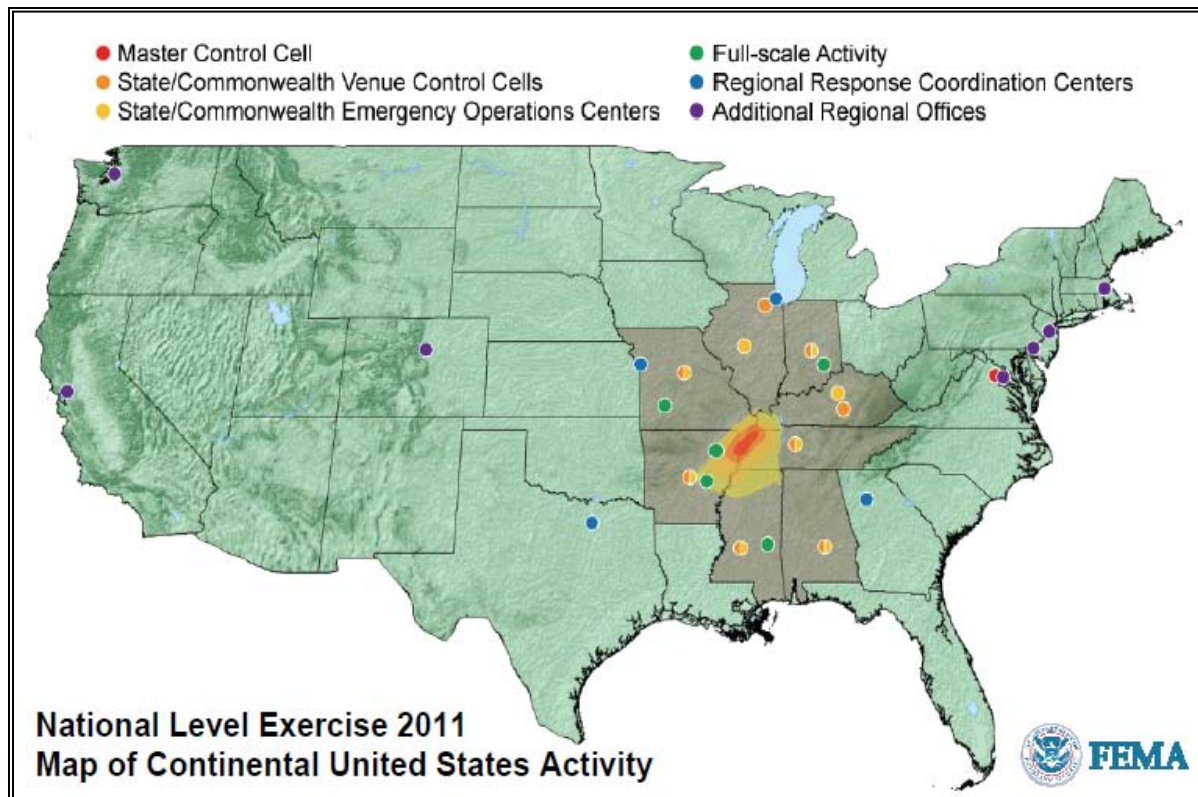 Master Control Cell
State/Commonwealth Venue Control Cells
State/Commonwealth Emergency Operations Centers
Full-scale Activity
Regional Response Coordination Centers
Additional Regional Offices
National Level Exercise 2011
Map of Continental United States Activity
FEMA